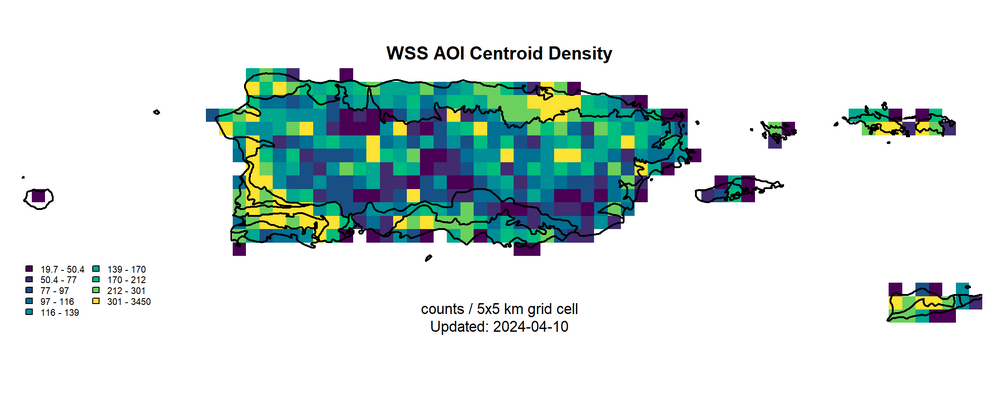 WSS AOI Centroid Density
19.7 - 50.4
50.4 - 77
77 - 97
97 - 116
116 - 139
139 - 170
170 - 212
212 - 301
301 - 3450
counts / 5x5 km grid cell
Updated: 2024-04-10